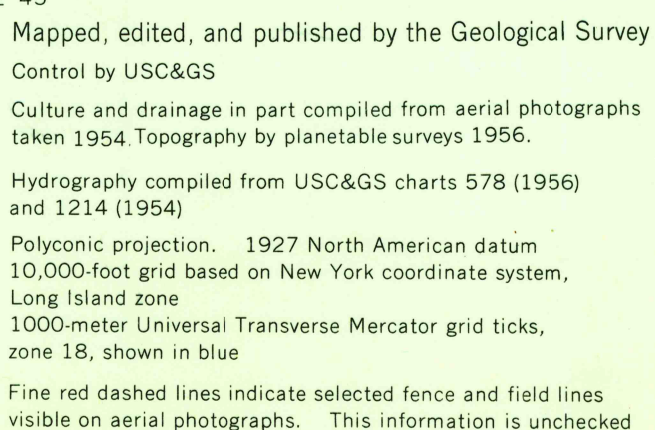 Mapped, edited, and published by the Geological Survey
Control by USC&GS
Culture and drainage in part compiled from aerial photographs
taken 1954. Topography by planetable surveys 1956.
Hydrography compiled from USC&GS charts 578 (1956)
and 1214 (1954)
Polyconic projection. 1927 North American datum
10,000-foot grid based on New York coordinate system,
Long Island zone
1000-meter Universal Transverse Mercator grid ticks,
zone 18, shown in blue
Fine red dashed lines indicate selected fence and field lines
visible on aerial photographs. This information is unchecked